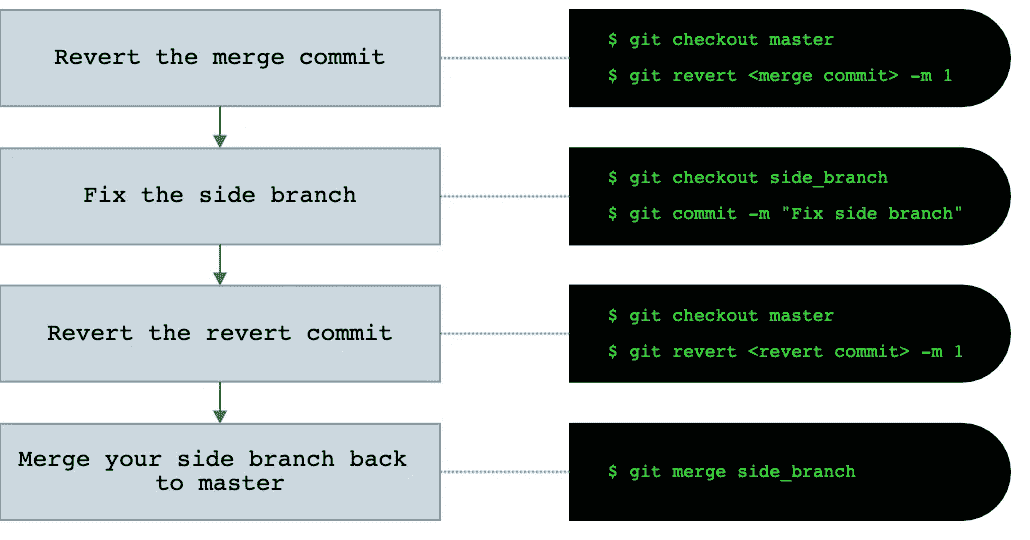 Revert the merge commit
$ git checkout master
$ git revert <merge commit> -m 1
Fix the side branch
$ git checkout side_branch
$ git commit -m "Fix side branch"
Revert the revert commit
$ git checkout master
$ git revert <revert commit> -m 1
Merge your side branch back
to master
$ git merge side_branch